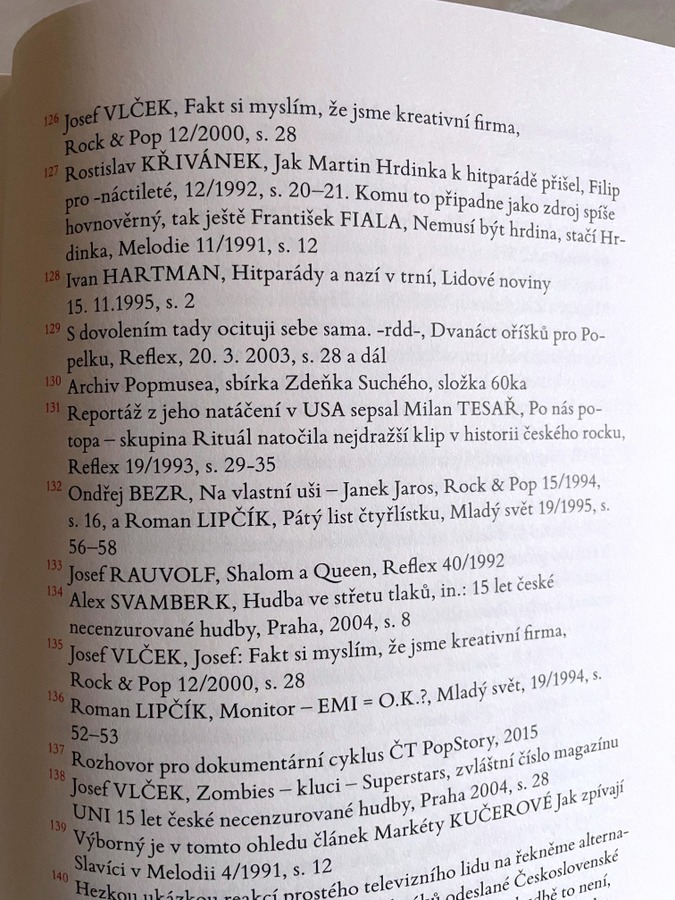 126 Josef VLČEK, Fakt si myslím, že jsme kreativní firma,
Rock & Pop 12/2000, s. 28
127 Rostislav KŘIVÁNEK, Jak Martin Hrdinka k hitparádě přišel, Filip
pro -náctileté, 12/1992, s. 20–21. Komu to připadne jako zdroj spíše
hovnověrný, tak ještě František FIALA, Nemusí být hrdina, stačí Hr-
dinka, Melodie 11/1991, s. 12
128 Ivan HARTMAN, Hitparády a nazí v trní, Lidové noviny
15. 11.1995, s. 2
129 S dovolením tady ocituji sebe sama. -rdd-, Dvanáct oříšků pro Po-
pelku, Reflex, 20. 3. 2003, s. 28 a dál
130 Archiv Popmusea, sbírka Zdeňka Suchého, složka 60ka
131 Reportáž z jeho natáčení v USA sepsal Milan TESAŘ, Po nás po-
topa – skupina Rituál natočila nejdražší klip v historii českého rocku,
Reflex 19/1993, s. 29-35
132 Ondřej BEZR, Na vlastní uši – Janek Jaros, Rock & Pop 15/1994,
s. 16, a Roman LIPČÍK, Pátý list čtyřlístku, Mladý svět 19/1995, s.
56–58
133 Josef RAUVOLF, Shalom a Queen, Reflex 40/1992
134 Alex SVAMBERK, Hudba ve střetu tlaků, in.: 15 let české
necenzurované hudby, Praha, 2004, s. 8
135 Josef VLČEK, Josef: Fakt si myslím, že jsme kreativní firma,
Rock & Pop 12/2000, s. 28
136 Roman LIPČÍK, Monitor – EMI = O.K.?, Mladý svět, 19/1994, s.
52–53
137 Rozhovor pro dokumentární cyklus ČT PopStory, 2015
138 Josef VLČEK, Zombies – kluci – Superstars, zvláštní číslo magazínu
UNI 15 let české necenzurované hudby, Praha 2004, s. 28
139 Výborný je v tomto ohledu článek Markéty KUČEROVÉ Jak zpívají
Slavíci v Melodii 4/1991, s. 12
140 Hezkou ukázkou reakcí prostého televizního lidu na řekněme alterna-
odeslané Československé
to není,